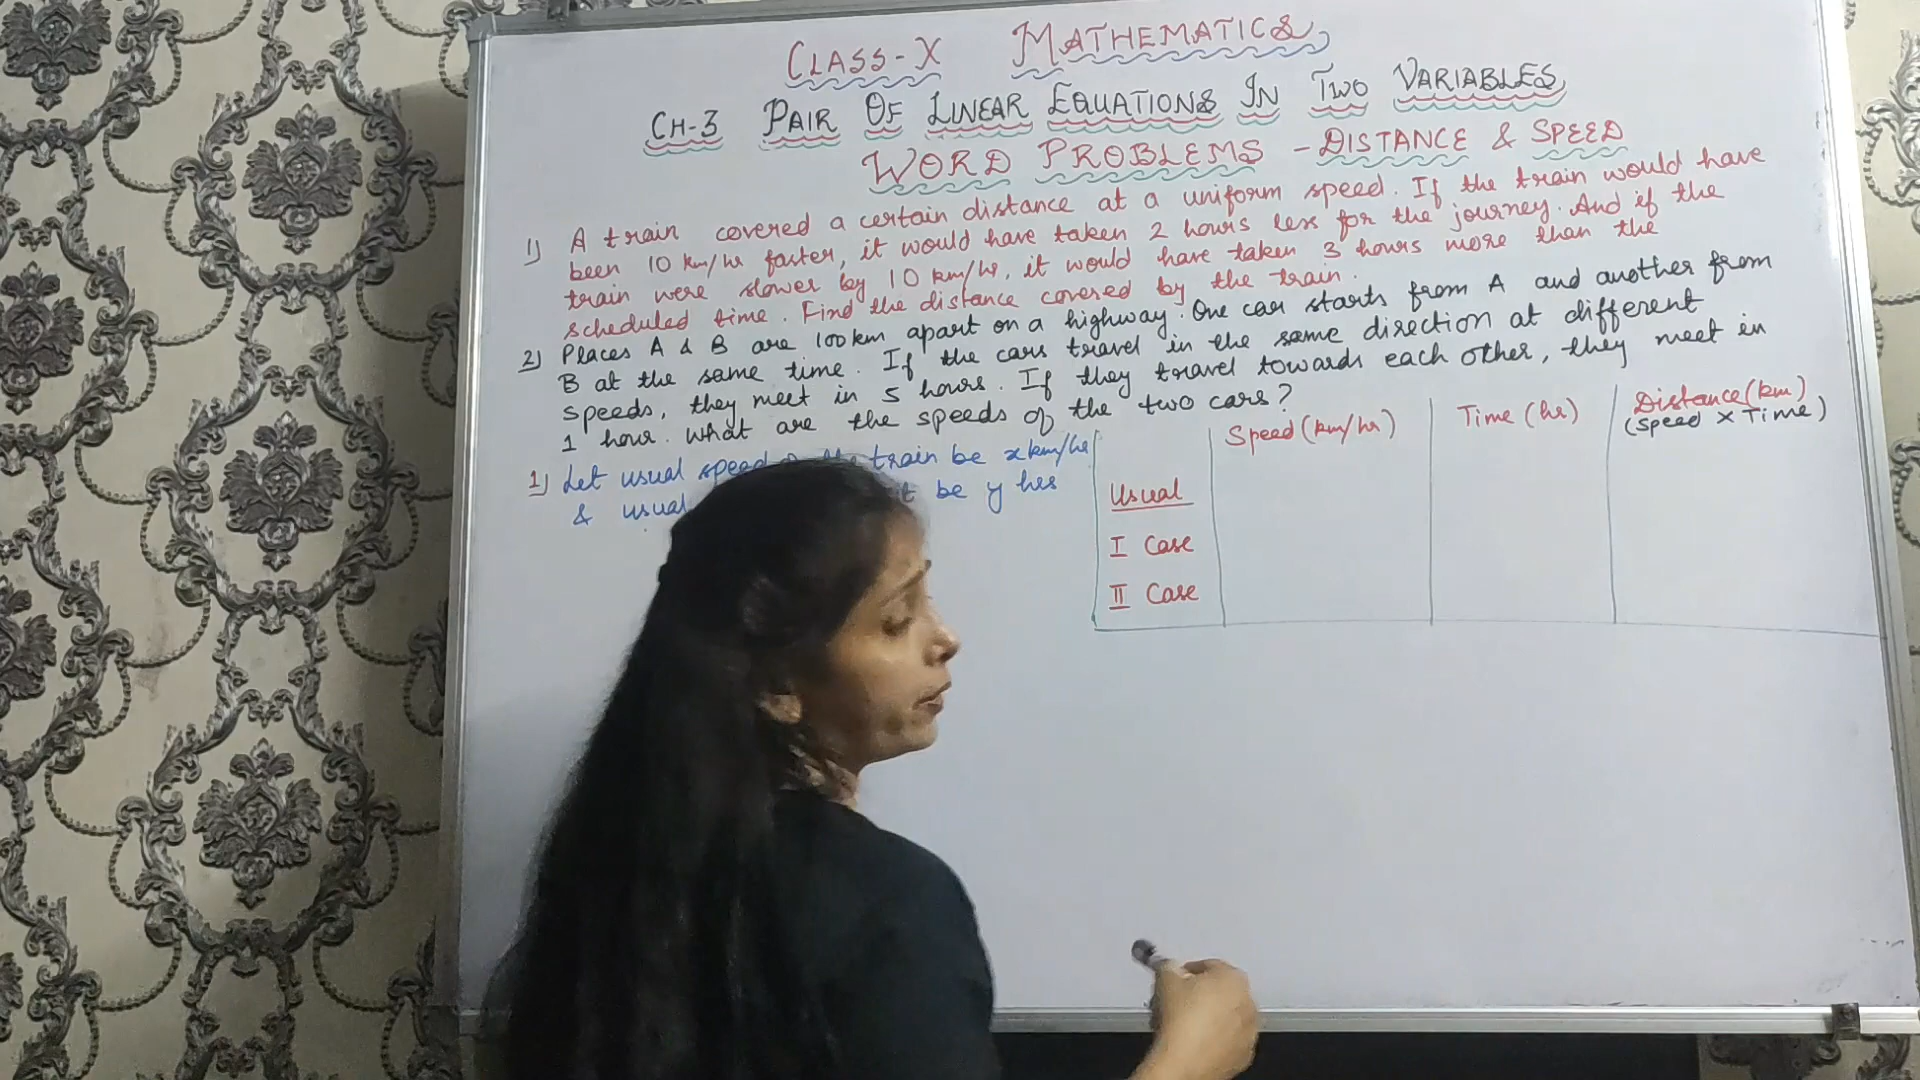 CLASS-X MATHEMATICS
CH-3 PAIR OF LINEAR EQUATIONS IN TWO VARIABLES
WORD PROBLEMS - DISTANCE & SPEED
1) A train covered a certain distance at a uniform speed. If the train would have
been 10 km/hr faster, it would have taken 2 hours less for the journey. And if the
train were slower by 10 km/hr, it would have taken 3 hours more than the
scheduled time. Find the distance covered by the train.
2) Places A & B are 100 km apart on a highway. One car starts from A and another from
B at the same time. If the cars travel in the same direction at different
speeds, they meet in 5 hours. If they travel towards each other, they meet in
1 hour. What are the speeds of the two cars?
Speed (km/hr) Time (hr) Distance (km)
(Speed × Time)
1) Let usual speed train be x km/hr
& usual be y hrs
Usual
I Case
II Case